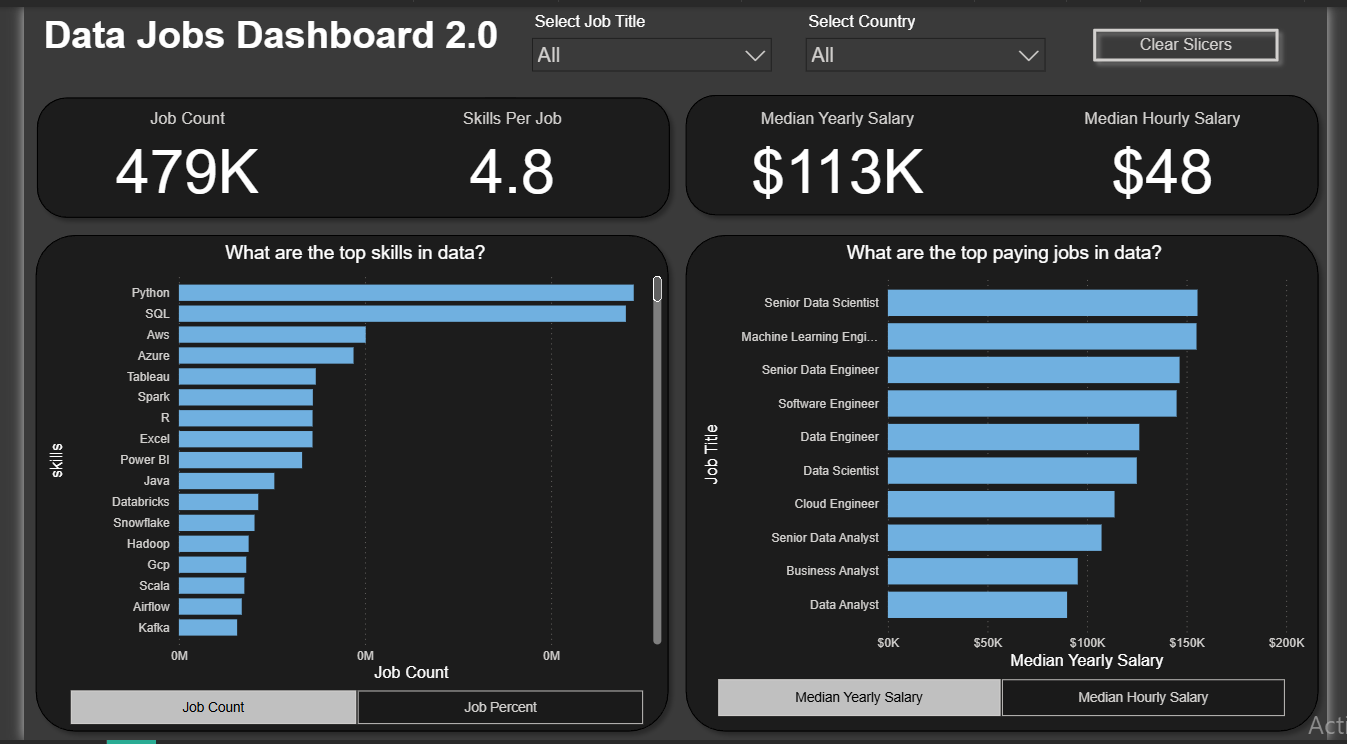 Data Jobs Dashboard 2.0
Select Job Title
All
Select Country
All
Clear Slicers
Job Count
479K
Skills Per Job
4.8
Median Yearly Salary
$113K
Median Hourly Salary
$48
What are the top skills in data?
skills
Python
SQL
Aws
Azure
Tableau
Spark
R
Excel
Power BI
Java
Databricks
Snowflake
Hadoop
Gcp
Scala
Airflow
Kafka
0M 0M 0M
Job Count
Job Count
Job Percent
What are the top paying jobs in data?
Job Title
Senior Data Scientist
Machine Learning Engi...
Senior Data Engineer
Software Engineer
Data Engineer
Data Scientist
Cloud Engineer
Senior Data Analyst
Business Analyst
Data Analyst
$0K $50K $100K $150K $200K
Median Yearly Salary
Median Yearly Salary
Median Hourly Salary
Acti